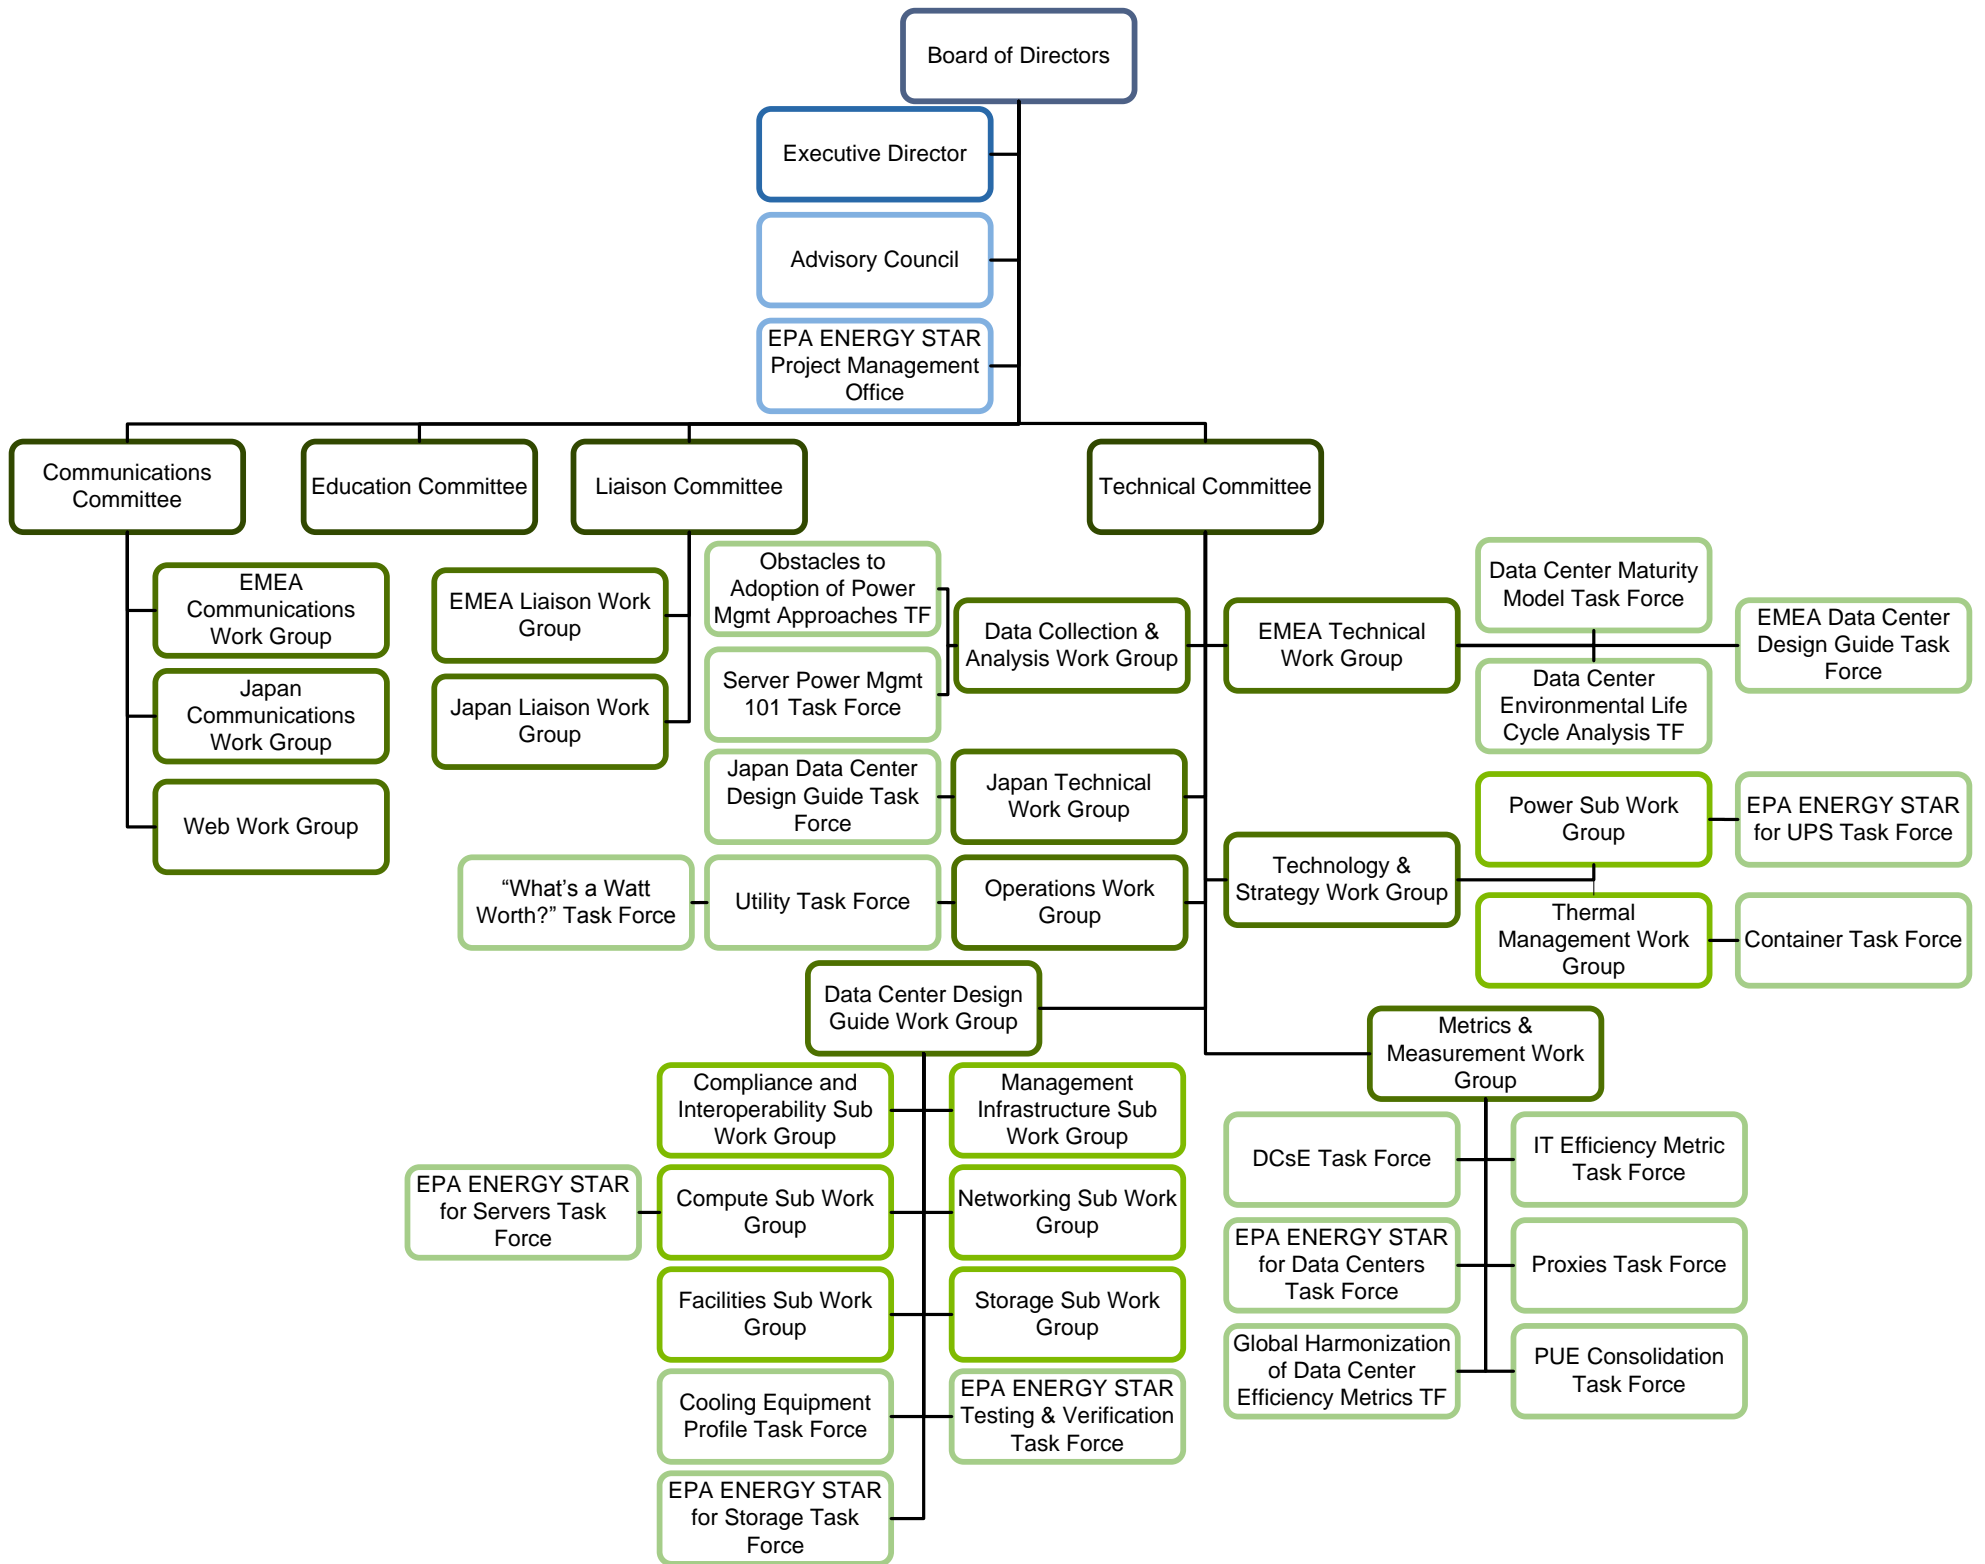 Board of Directors
Executive Director
Advisory Council
EPA ENERGY STAR
Project Management
Office
Communications
Committee
Education Committee
Liaison Committee
Technical Committee
EMEA
Communications
Work Group
Japan
Communications
Work Group
Web Work Group
EMEA Liaison Work
Group
Japan Liaison Work
Group
Obstacles to
Adoption of Power
Mgmt Approaches TF
Server Power Mgmt
101 Task Force
Data Collection &
Analysis Work Group
EMEA Technical
Work Group
Data Center Maturity
Model Task Force
Data Center
Environmental Life
Cycle Analysis TF
EMEA Data Center
Design Guide Task
Force
Japan Data Center
Design Guide Task
Force
Japan Technical
Work Group
"What's a Watt
Worth?" Task Force
Utility Task Force
Operations Work
Group
Technology &
Strategy Work Group
Power Sub Work
Group
EPA ENERGY STAR
for UPS Task Force
Thermal
Management Work
Group
Container Task Force
Data Center Design
Guide Work Group
Compliance and
Interoperability Sub
Work Group
Management
Infrastructure Sub
Work Group
EPA ENERGY STAR
for Servers Task
Force
Compute Sub Work
Group
Networking Sub Work
Group
Facilities Sub Work
Group
Storage Sub Work
Group
Cooling Equipment
Profile Task Force
EPA ENERGY STAR
Testing & Verification
Task Force
EPA ENERGY STAR
for Storage Task
Force
Metrics &
Measurement Work
Group
DCsE Task Force
IT Efficiency Metric
Task Force
EPA ENERGY STAR
for Data Centers
Task Force
Proxies Task Force
Global Harmonization
of Data Center
Efficiency Metrics TF
PUE Consolidation
Task Force